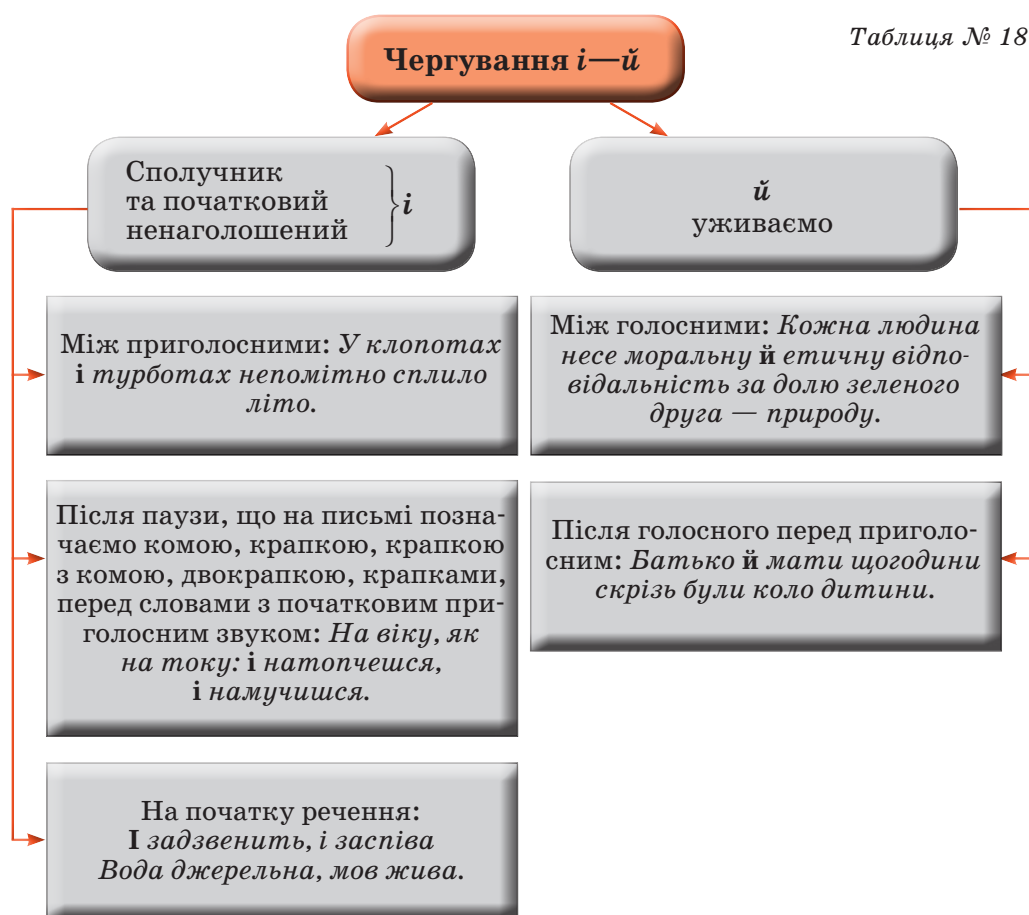 Таблиця № 18
Чергування і—й
Сполучник
та початковий
ненаголошений
і
й
уживаємо
Між приголосними: У клопотах
і турботах непомітно сплило
літо.
Між голосними: Кожна людина
несе моральну й етичну відпо-
відальність за долю зеленого
друга — природу.
Після паузи, що на письмі позна-
чаємо комою, крапкою, крапкою
з комою, двокрапкою, крапками,
перед словами з початковим при-
голосним звуком: На віку, як
на току: і натопчешся,
і намучишся.
Після голосного перед приголо-
сним: Батько й мати щогодини
скрізь були коло дитини.
На початку речення:
І задзвенить, і заспіва
Вода джерельна, мов жива.